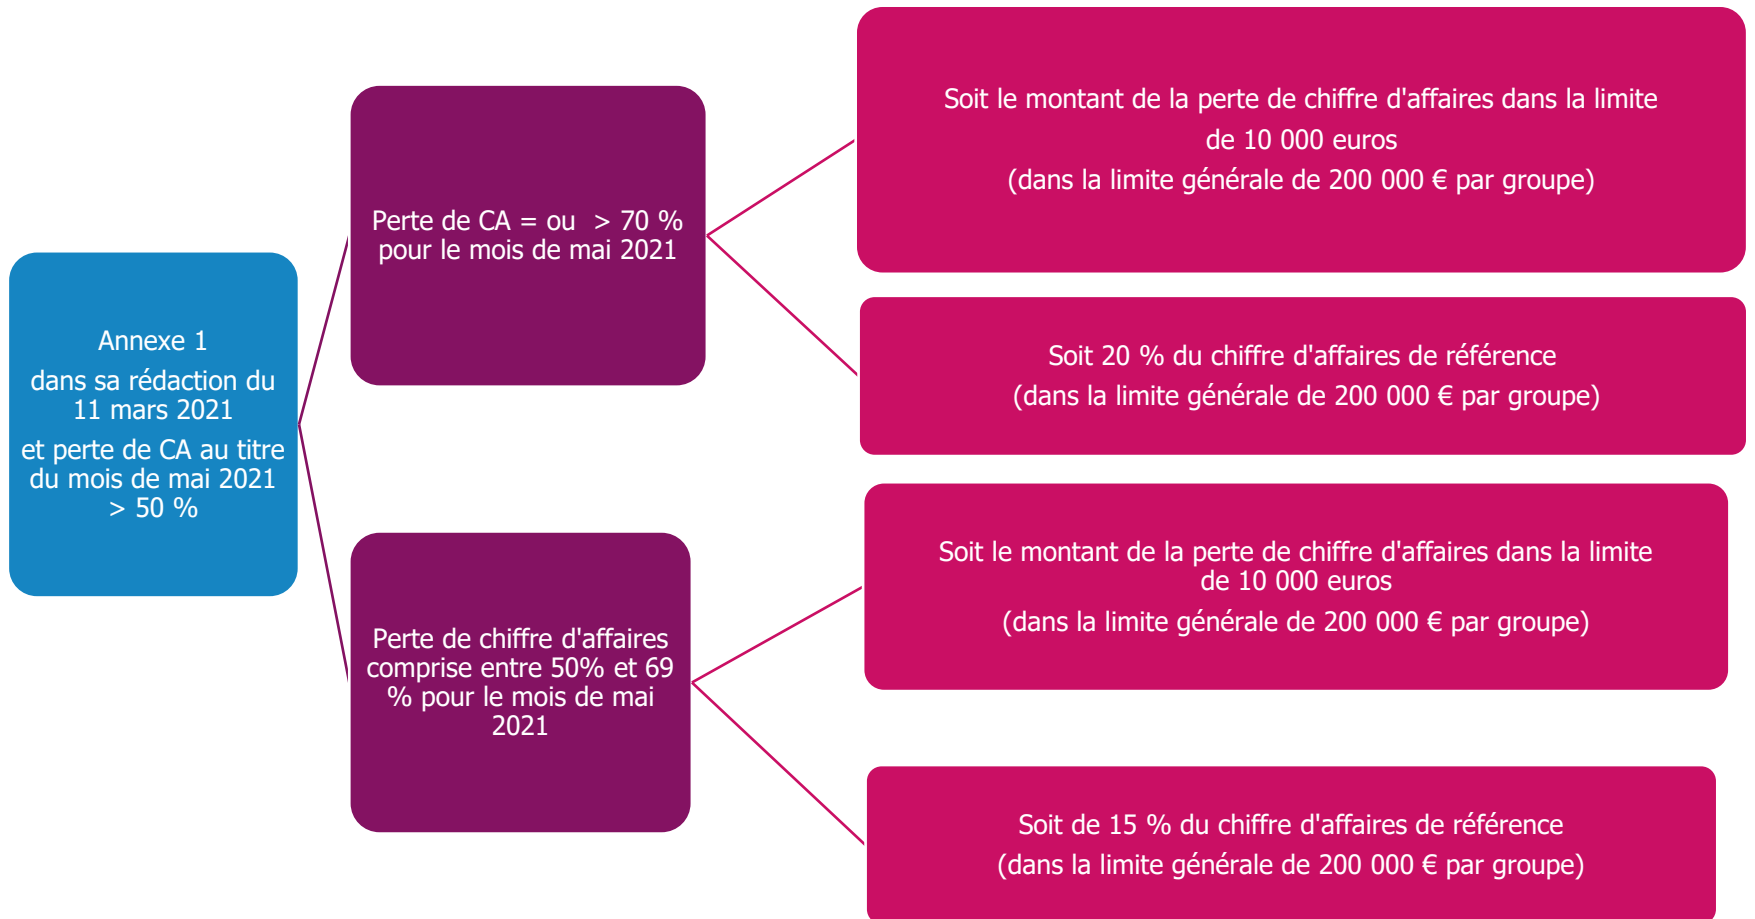 Annexe 1
dans sa rédaction du
11 mars 2021
et perte de CA au titre
du mois de mai 2021
> 50 %
Perte de CA = ou  > 70 %
pour le mois de mai 2021
Soit le montant de la perte de chiffre d'affaires dans la limite
de 10 000 euros
(dans la limite générale de 200 000 € par groupe)
Soit 20 % du chiffre d'affaires de référence
(dans la limite générale de 200 000 € par groupe)
Perte de chiffre d'affaires
comprise entre 50% et 69
% pour le mois de mai
2021
Soit le montant de la perte de chiffre d'affaires dans la limite
de 10 000 euros
(dans la limite générale de 200 000 € par groupe)
Soit de 15 % du chiffre d'affaires de référence
(dans la limite générale de 200 000 € par groupe)